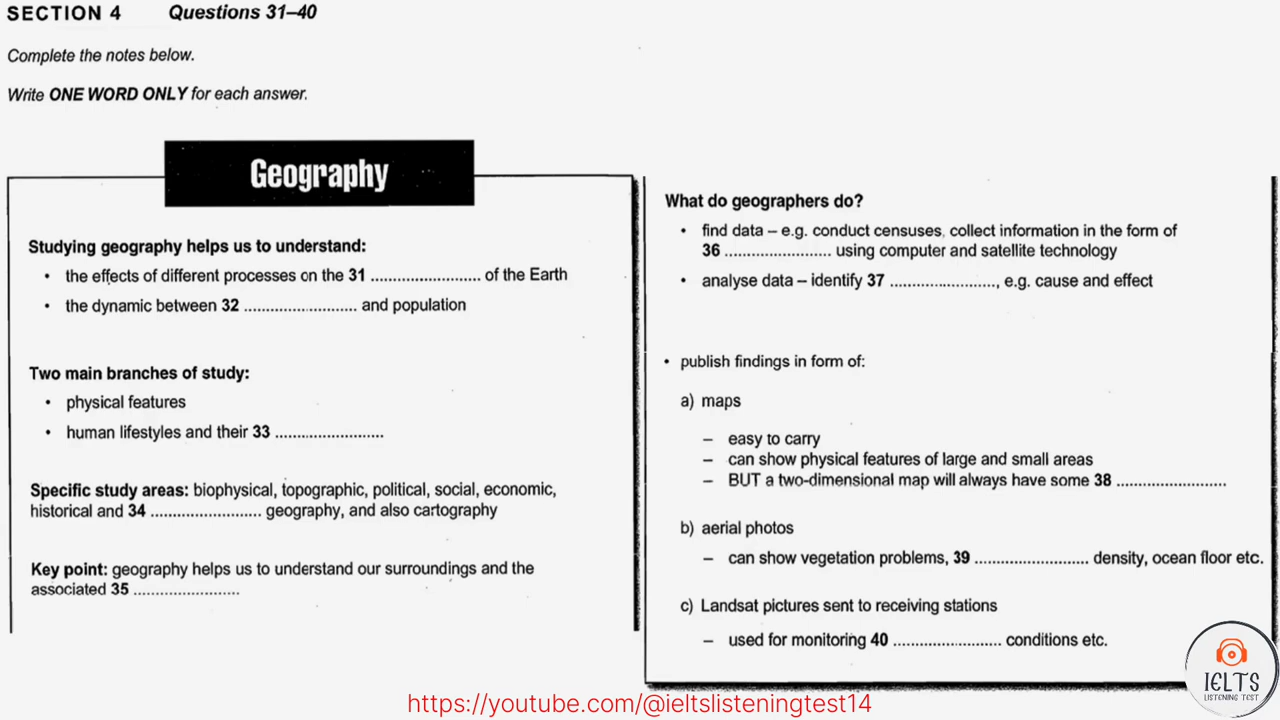 SECTION 4 Questions 31–40
Complete the notes below.
Write ONE WORD ONLY for each answer.
Geography
Studying geography helps us to understand:
• the effects of different processes on the 31 ........................ of the Earth
• the dynamic between 32 ........................ and population
Two main branches of study:
• physical features
• human lifestyles and their 33 ........................
Specific study areas: biophysical, topographic, political, social, economic,
historical and 34 ........................ geography, and also cartography
Key point: geography helps us to understand our surroundings and the
associated 35 ........................
What do geographers do?
• find data – e.g. conduct censuses, collect information in the form of
36 ........................ using computer and satellite technology
• analyse data – identify 37 ........................, e.g. cause and effect
• publish findings in form of:
a) maps
– easy to carry
– can show physical features of large and small areas
– BUT a two-dimensional map will always have some 38 ........................
b) aerial photos
– can show vegetation problems, 39 ........................ density, ocean floor etc.
c) Landsat pictures sent to receiving stations
– used for monitoring 40 ........................ conditions etc.
IELTS
LISTENING TEST
https://youtube.com/@ieltslisteningtest14